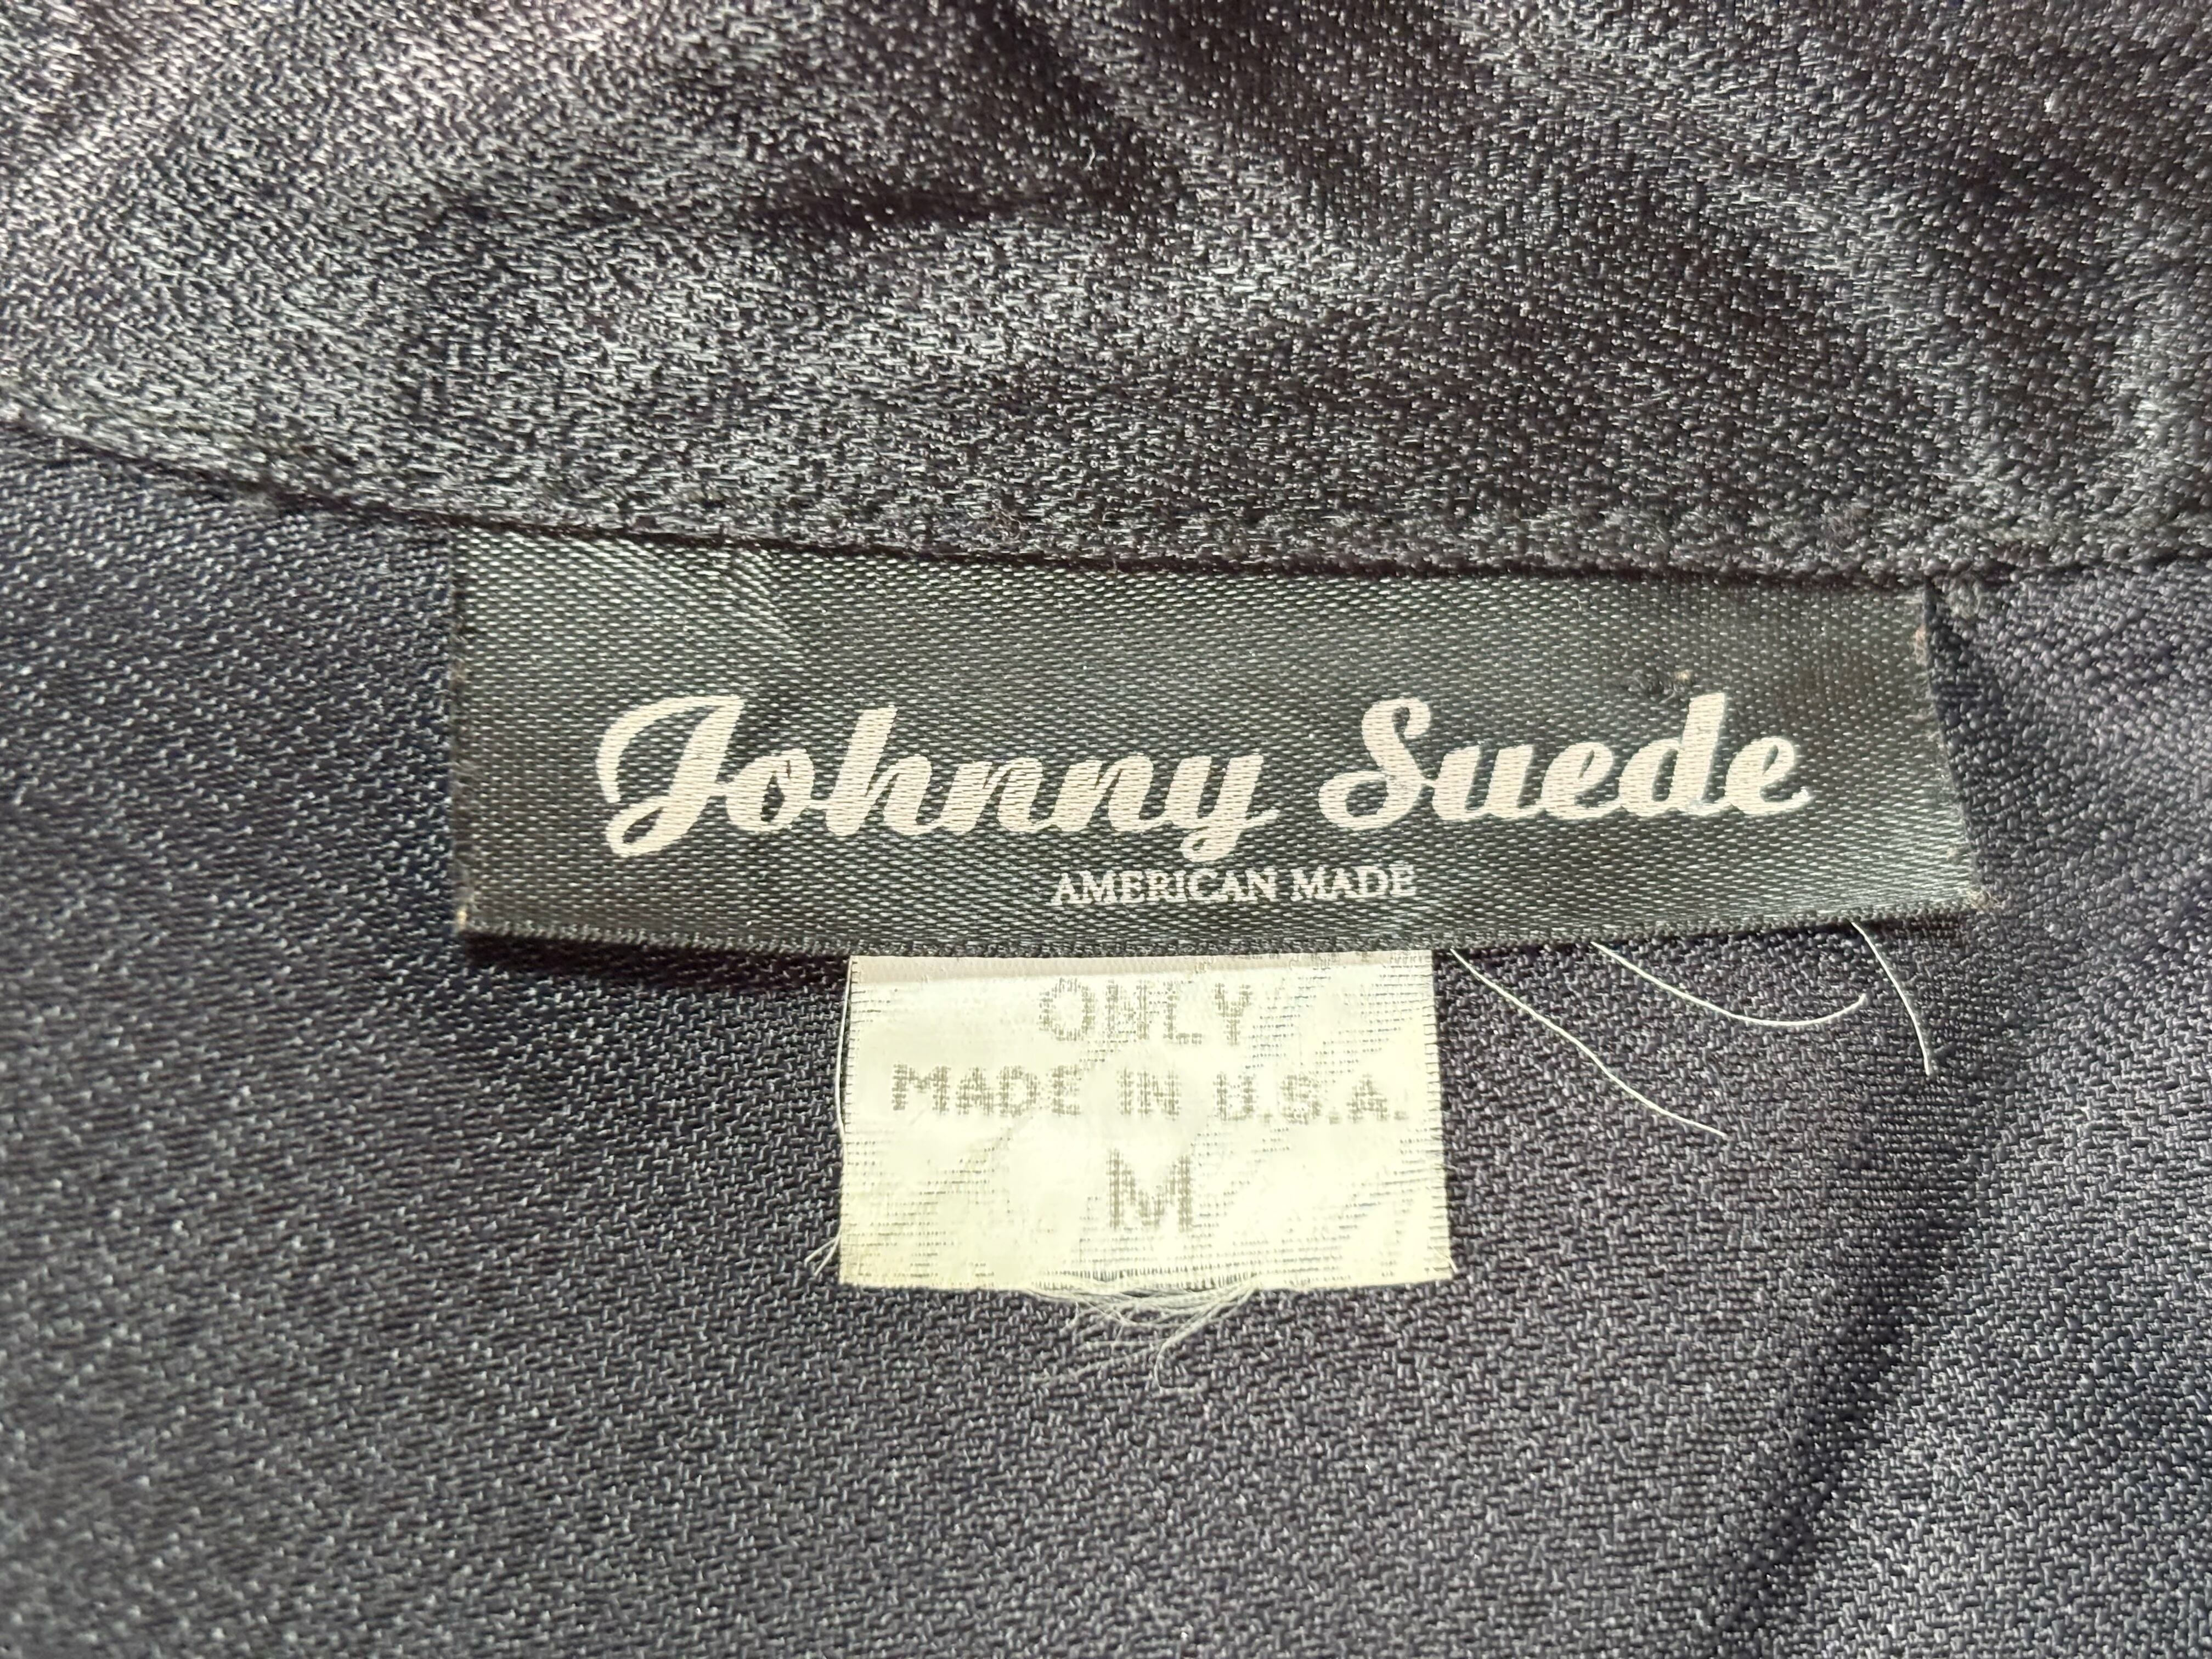 Johnny Suede
AMERICAN MADE
ONLY
MADE IN U.S.A.
M